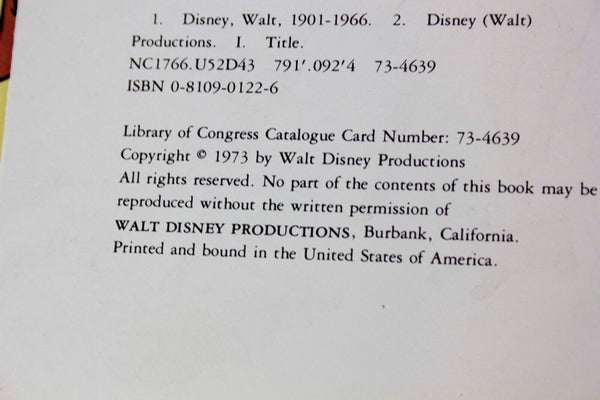 1. Disney, Walt, 1901-1966. 2. Disney (Walt)
Productions. I. Title.
NC1766.U52D43 791'.092'4 73-4639
ISBN 0-8109-0122-6
Library of Congress Catalogue Card Number: 73-4639
Copyright © 1973 by Walt Disney Productions
All rights reserved. No part of the contents of this book may be
reproduced without the written permission of
WALT DISNEY PRODUCTIONS, Burbank, California.
Printed and bound in the United States of America.